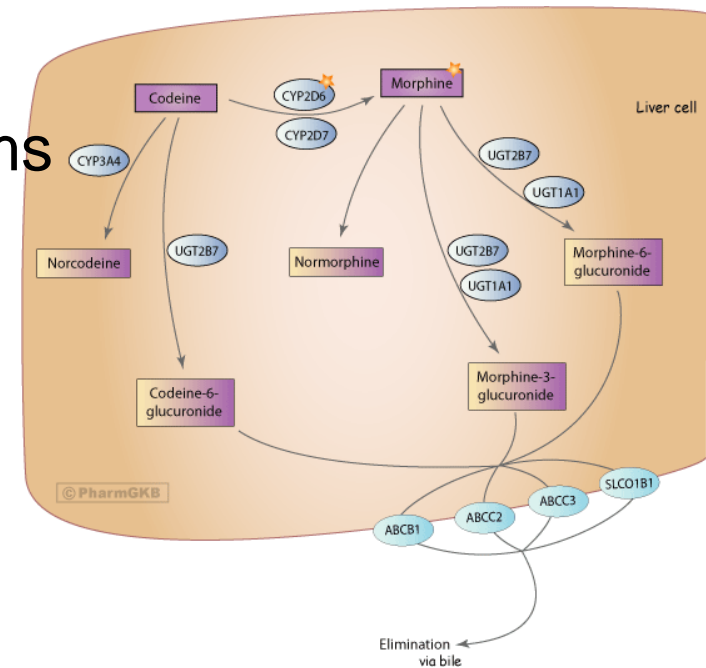 Codeine
CYP2D6
Morphine
Liver cell
CYP2D7
ns
CYP3A4
UGT2B7
UGT1A1
UGT2B7
UGT2B7
UGT1A1
Norcodeine
Normorphine
Morphine-6-
glucuronide
Codeine-6-
glucuronide
Morphine-3-
glucuronide
© PharmGKB
ABCB1
ABCC2
ABCC3
SLCO1B1
Elimination
via bile